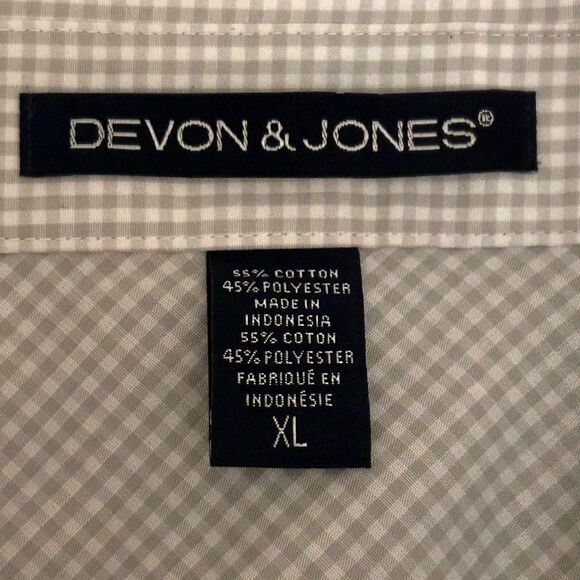 DEVON & JONES®
55% COTTON
45% POLYESTER
MADE IN
INDONESIA
55% COTON
45% POLYESTER
FABRIQUÉ EN
INDONÉSIE
XL